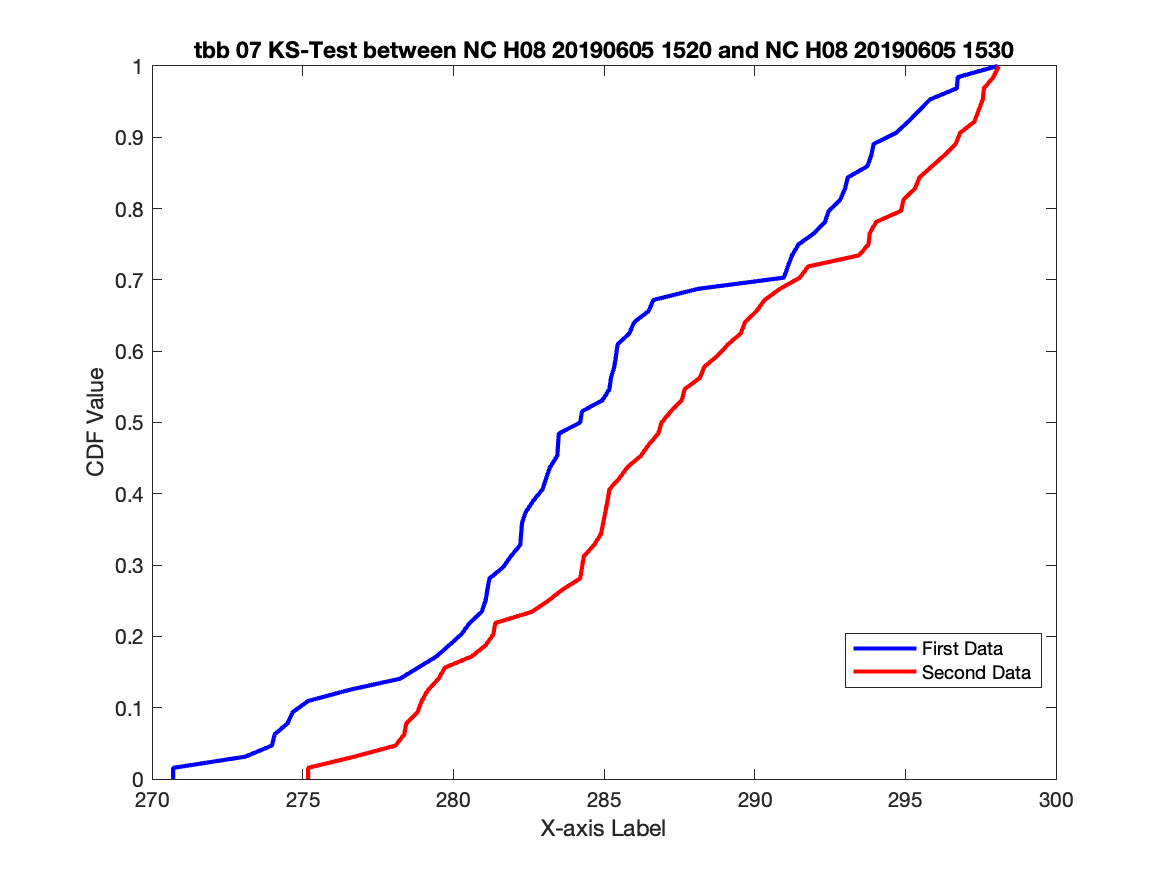 tbb 07 KS-Test between NC H08 20190605 1520 and NC H08 20190605 1530
1
0.9
0.8
0.7
0.6
0.5
0.4
0.3
0.2
0.1
0
CDF Value
First Data
Second Data
270 275 280 285 290 295 300
X-axis Label